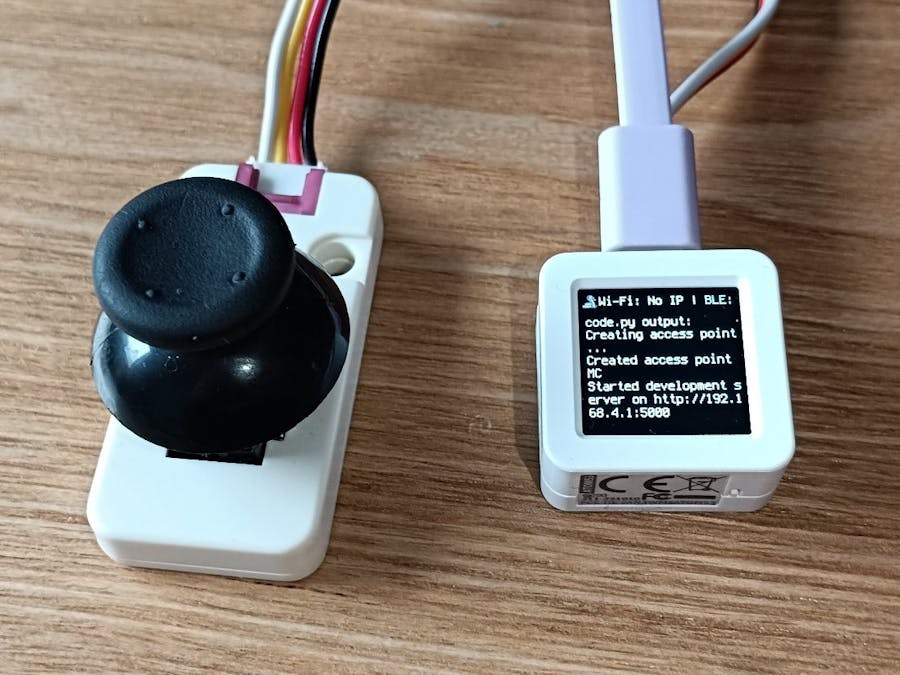 Wi-Fi: No IP | BLE:
code.py output:
Creating access point
...
Created access point
MC
Started development s
erver on http://192.1
68.4.1:5000
CE
FC